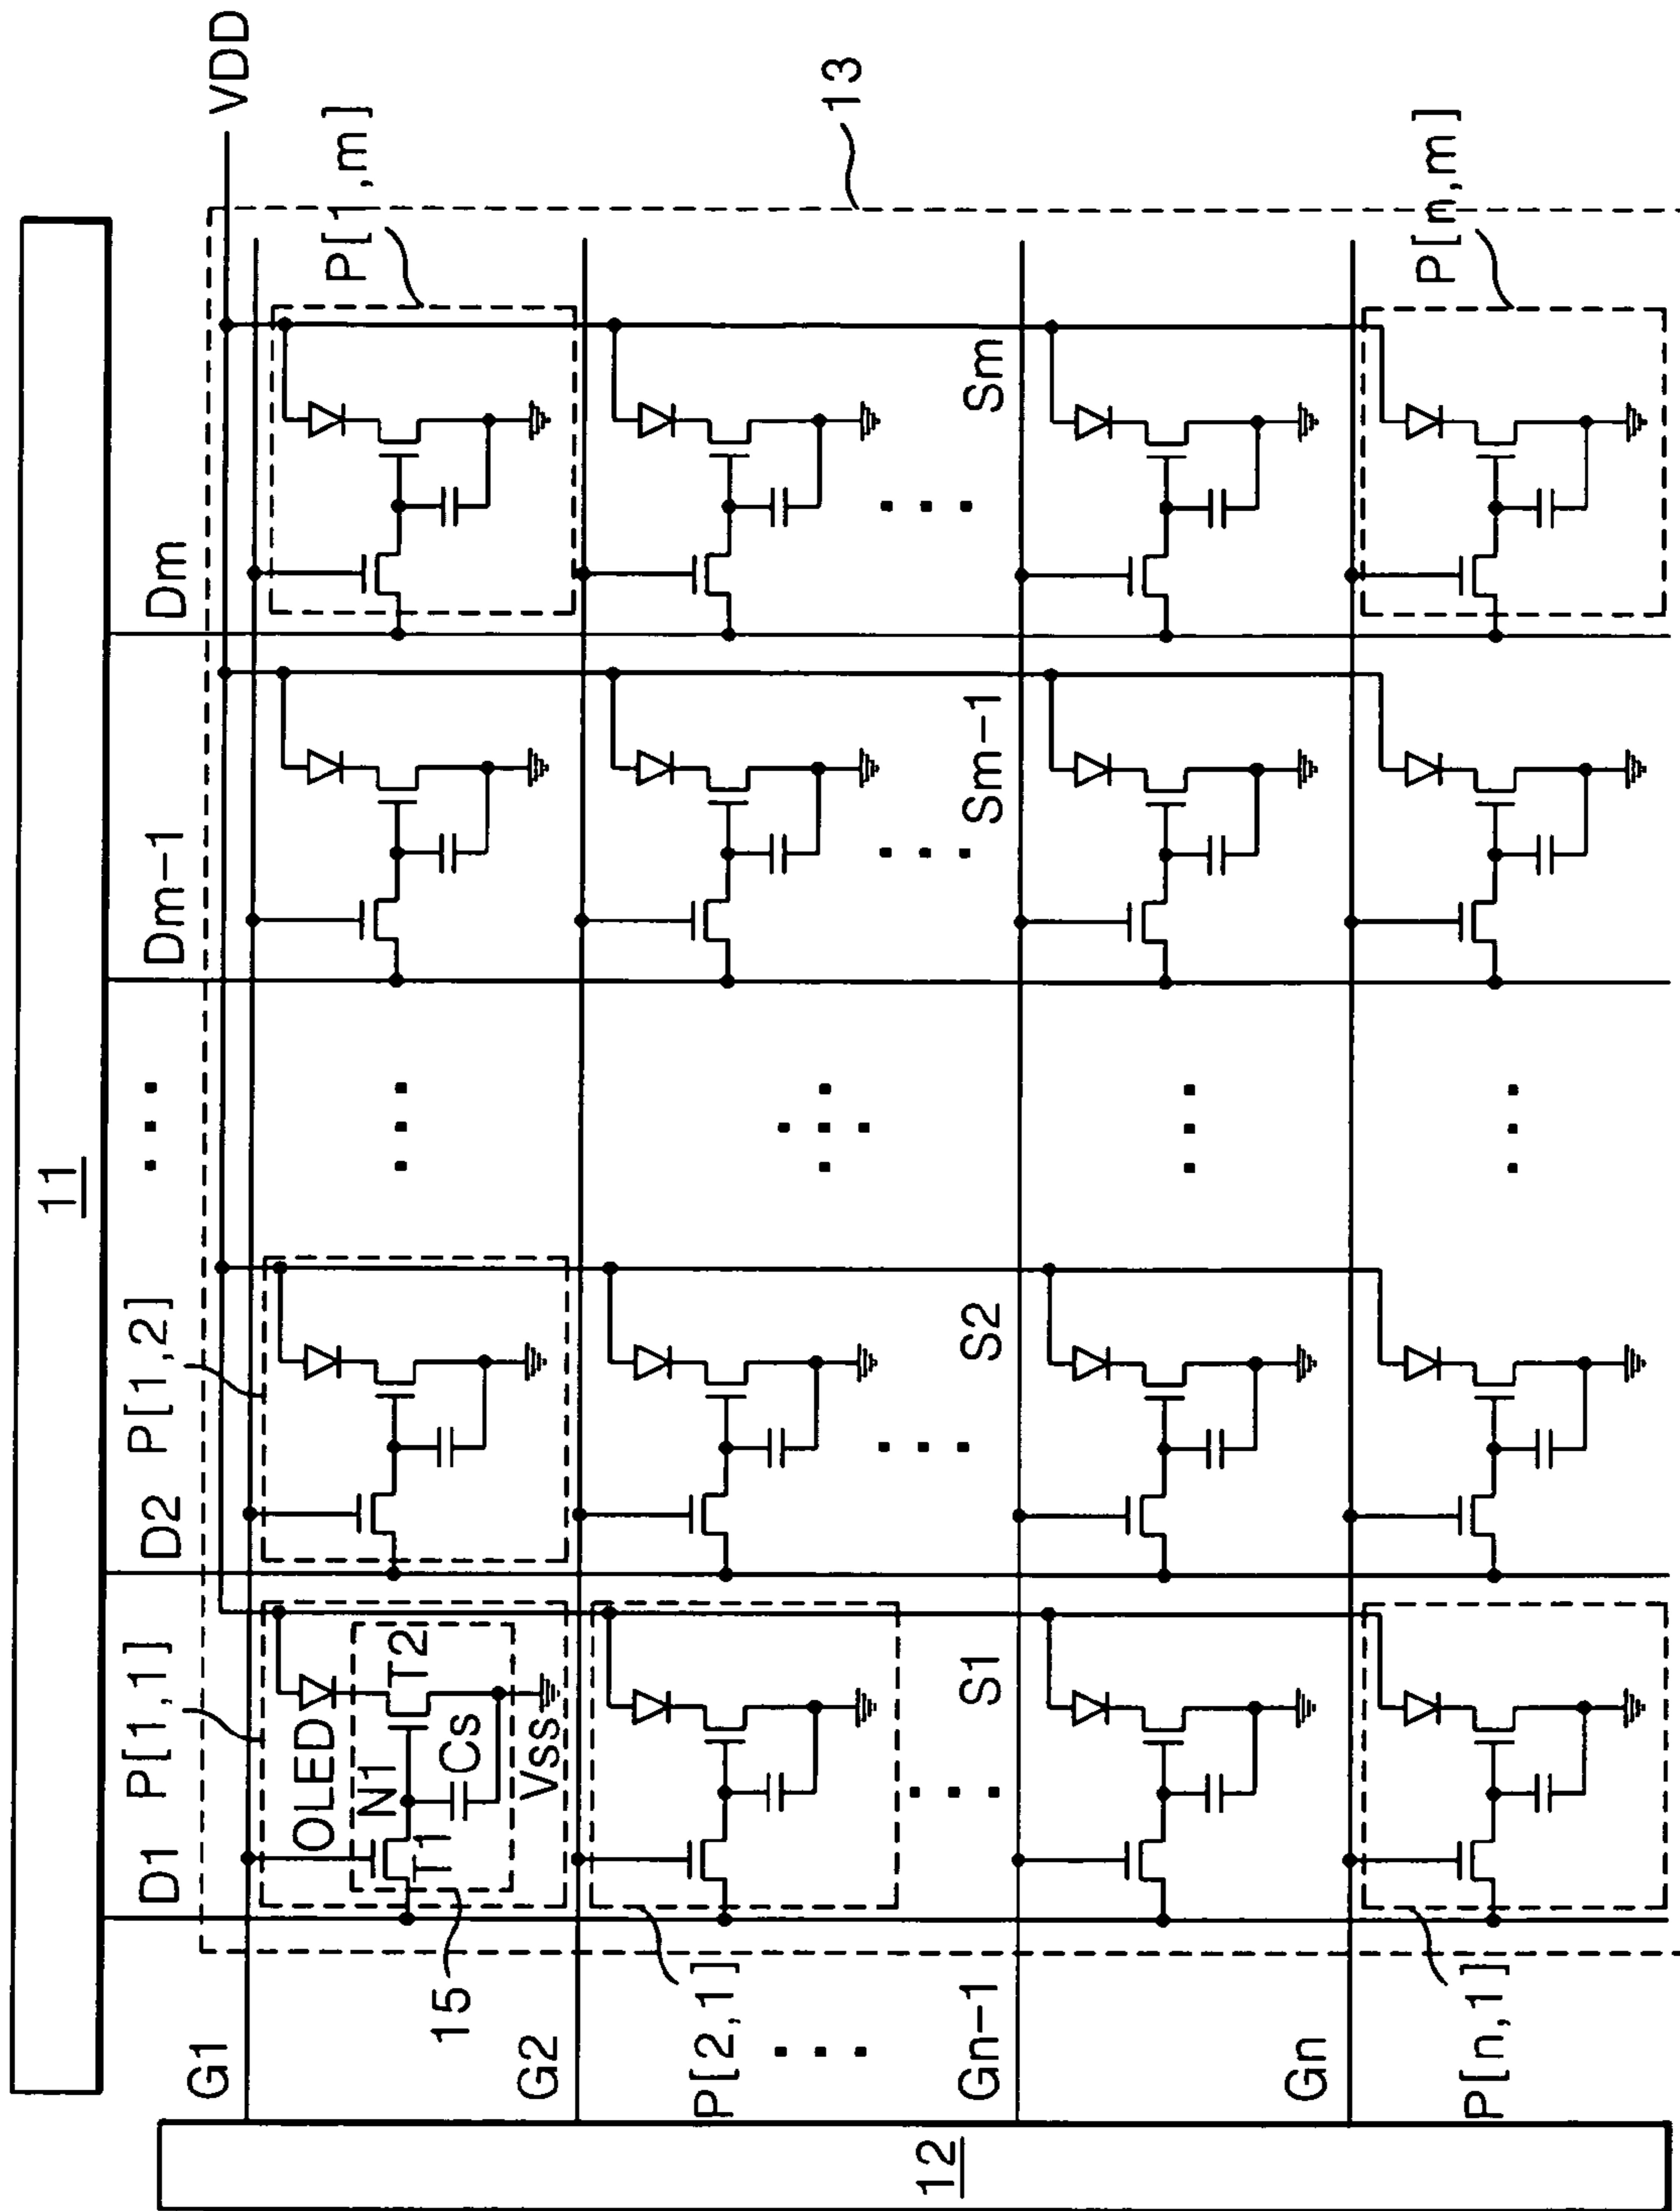 11
D1
P[1,1]
D2
P[1,2]
...
Dm-1
Dm
VDD
G1
OLED
N1
T2
T1
Cs
Vss
15
P[1,m]
13
G2
P[2,1]
...
S1
S2
Sm-1
Sm
Gn-1
Gn
P[n,1]
P[n,m]
12